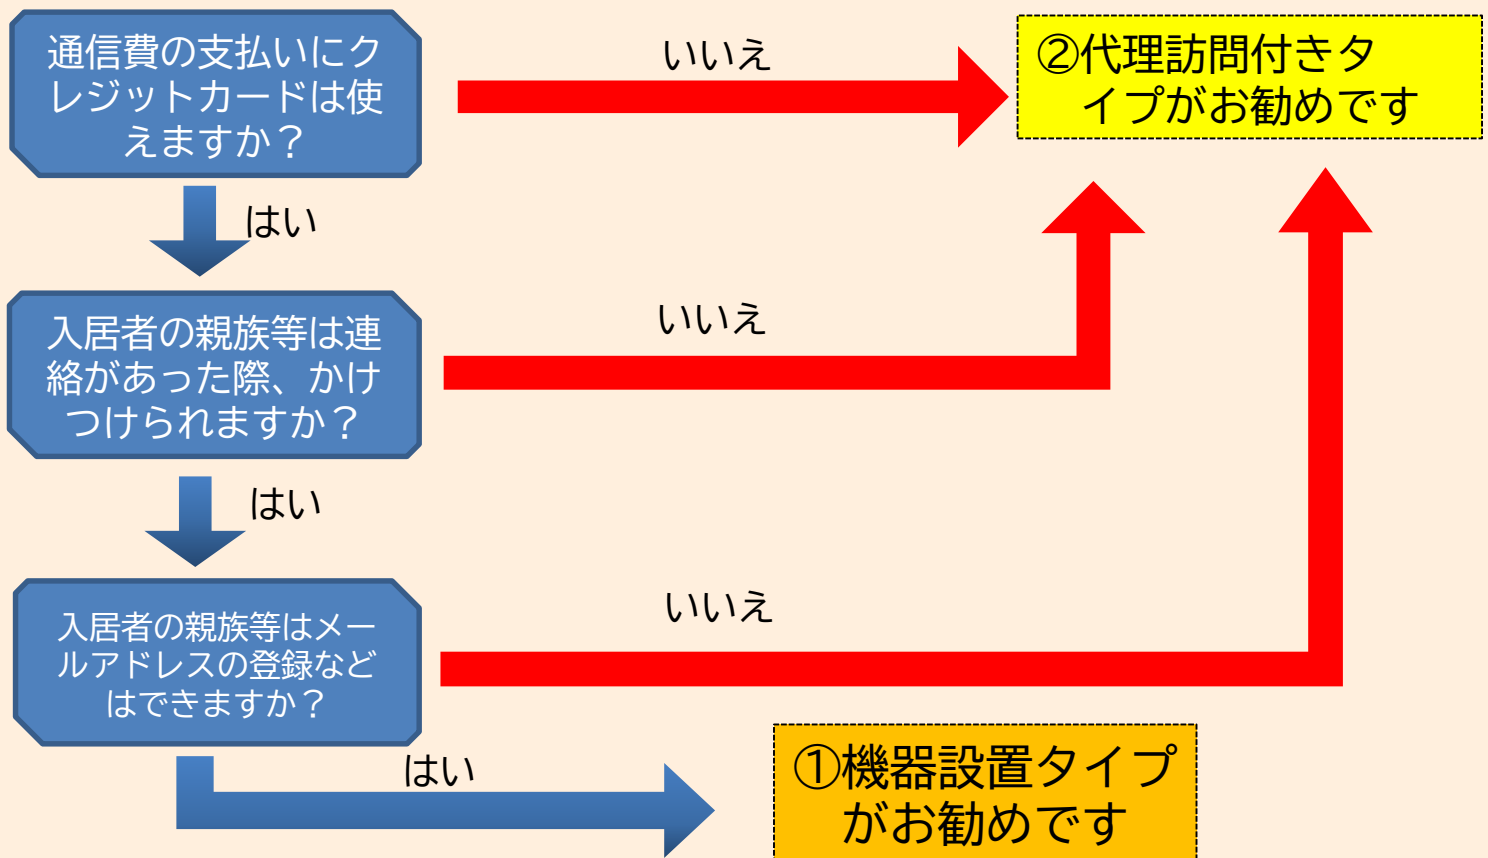 通信費の支払いにク
レジットカードは使
えますか？
いいえ
②代理訪問付きタ
イプがお勧めです
はい
入居者の親族等は連
絡があった際、かけ
つけられますか？
いいえ
はい
入居者の親族等はメー
ルアドレスの登録など
はできますか？
いいえ
はい
①機器設置タイプ
がお勧めです